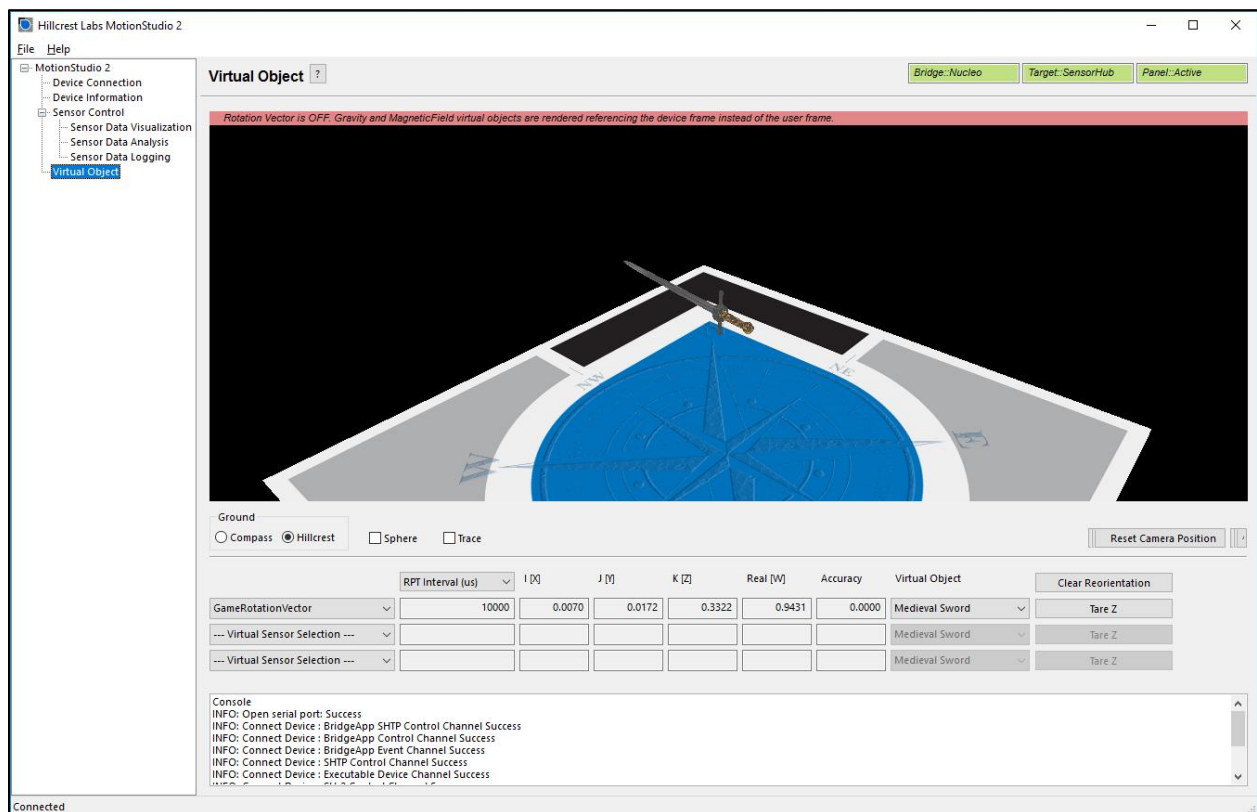 Hillcrest Labs MotionStudio 2
File Help
MotionStudio 2
Device Connection
Device Information
Sensor Control
Sensor Data Visualization
Sensor Data Analysis
Sensor Data Logging
Virtual Object
Virtual Object ?
Bridge::Nucleo Target::SensorHub Panel::Active
Rotation Vector is OFF. Gravity and MagneticField virtual objects are rendered referencing the device frame instead of the user frame.
NW NE
W E
Ground
Compass Hillcrest Sphere Trace Reset Camera Position
RPT Interval (us) I [X] J [Y] K [Z] Real [W] Accuracy Virtual Object Clear Reorientation
GameRotationVector 10000 0.0070 0.0172 0.3322 0.9431 0.0000 Medieval Sword Tare Z
--- Virtual Sensor Selection --- Medieval Sword Tare Z
--- Virtual Sensor Selection --- Medieval Sword Tare Z
Console
INFO: Open serial port: Success
INFO: Connect Device : BridgeApp SHTP Control Channel Success
INFO: Connect Device : BridgeApp Control Channel Success
INFO: Connect Device : BridgeApp Event Channel Success
INFO: Connect Device : SHTP Control Channel Success
INFO: Connect Device : Executable Device Channel Success
Connected